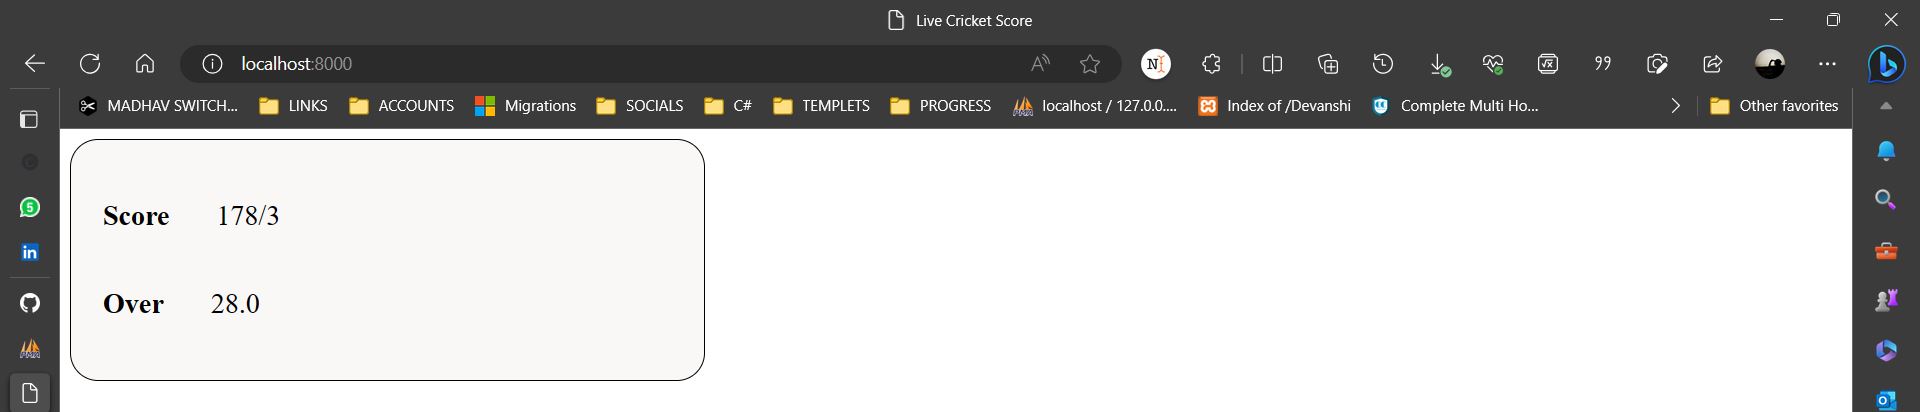 Live Cricket Score
localhost:8000
MADHAV SWITCH... LINKS ACCOUNTS Migrations SOCIALS C# TEMPLETS PROGRESS localhost / 127.0.0.... Index of /Devanshi Complete Multi Ho... Other favorites
Score 178/3
Over 28.0